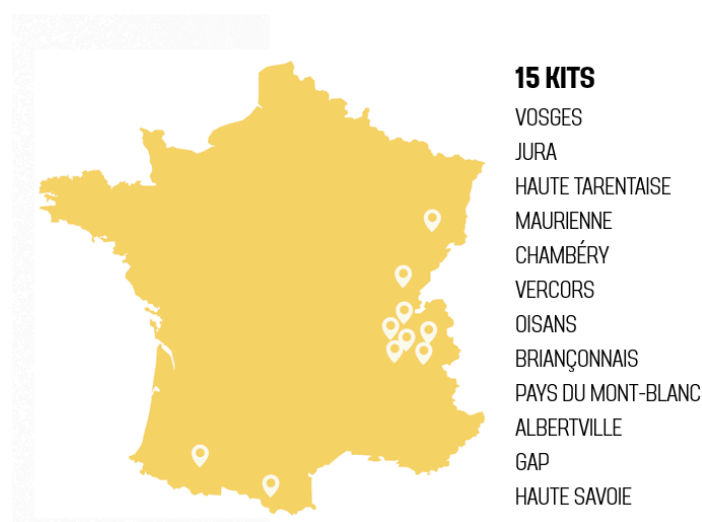 15 KITS
VOSGES
JURA
HAUTE TARENTAISE
MAURIENNE
CHAMBÉRY
VERCORS
OISANS
BRIANÇONNAIS
PAYS DU MONT-BLANC
ALBERTVILLE
GAP
HAUTE SAVOIE